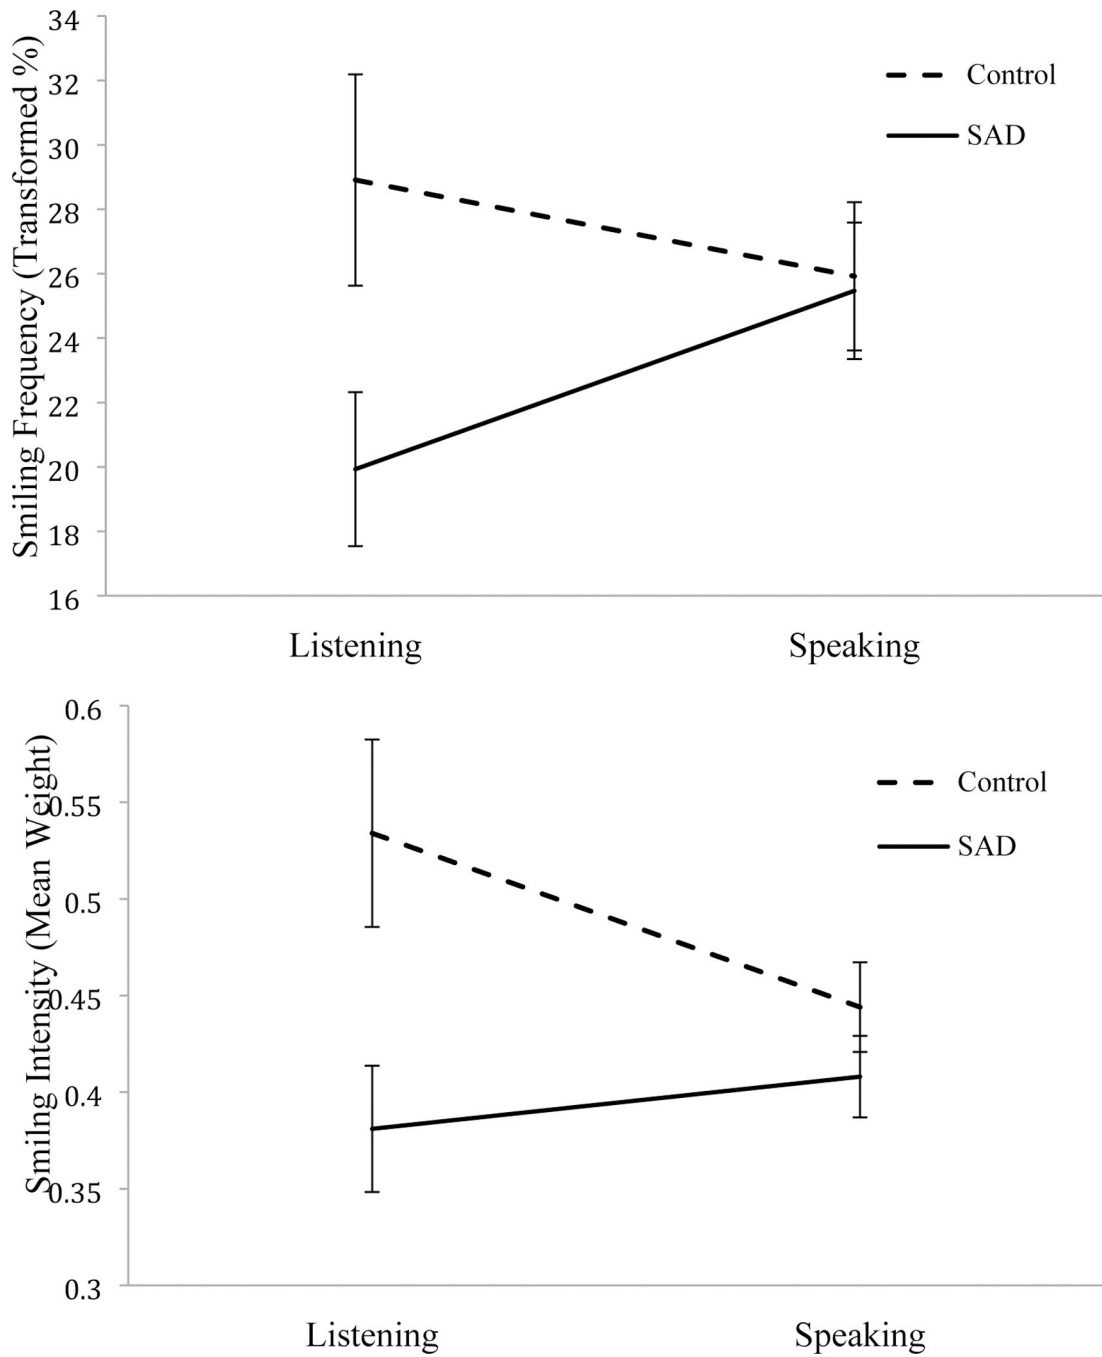 Smiling Frequency (Transformed %)
34
32
30
28
26
24
22
20
18
16
Control
SAD
Listening
Speaking
Smilng Intensity (Mean Weight)
0.6
0.55
0.5
0.45
0.4
0.35
0.3
Control
SAD
Listening
Speaking